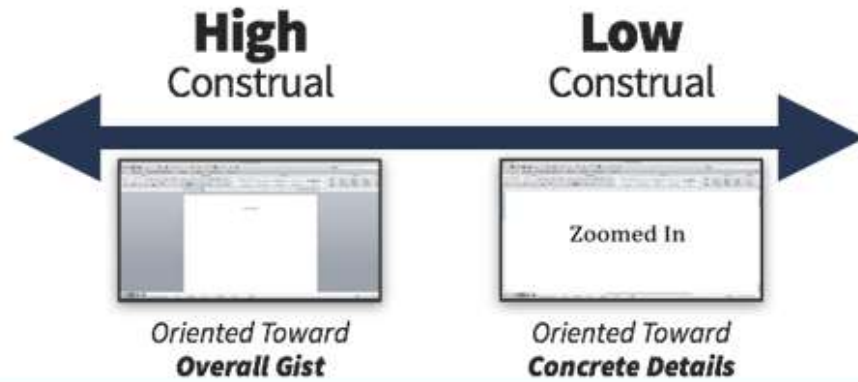 High
Construal
Low
Construal
Zoomed In
Oriented Toward
Overall Gist
Oriented Toward
Concrete Details